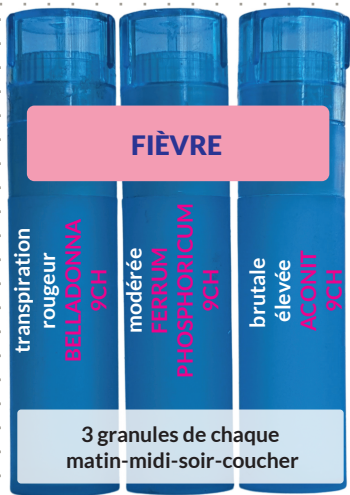 FIÈVRE
transpiration
rougeur
BELLADONNA
9CH
modérée
FERRUM
PHOSPHORICUM
9CH
brutale
élevée
ACONIT
9CH
3 granules de chaque
matin-midi-soir-coucher